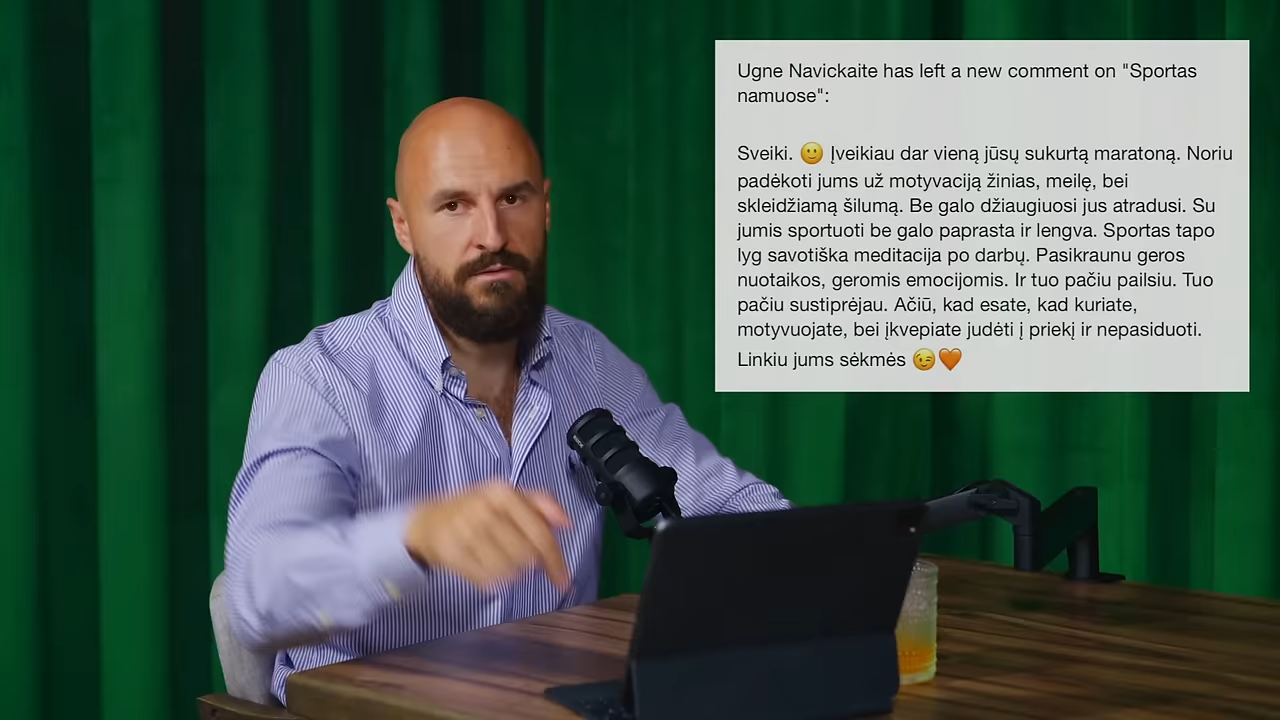 Ugne Navickaite has left a new comment on "Sportas
namuose":
Sveiki. 🙂 Įveikiau dar vieną jūsų sukurtą maratoną. Noriu
padėkoti jums už motyvaciją žinias, meilę, bei
skleidžiamą šilumą. Be galo džiaugiuosi jus atradusi. Su
jumis sportuoti be galo paprasta ir lengva. Sportas tapo
lyg savotiška meditacija po darbų. Pasikraunu geros
nuotaikos, geromis emocijomis. Ir tuo pačiu pailsiu. Tuo
pačiu sustiprėjau. Ačiū, kad esate, kad kuriate,
motyvuojate, bei įkvepiate judėti į priekį ir nepasiduoti.
Linkiu jums sėkmės 😉🧡